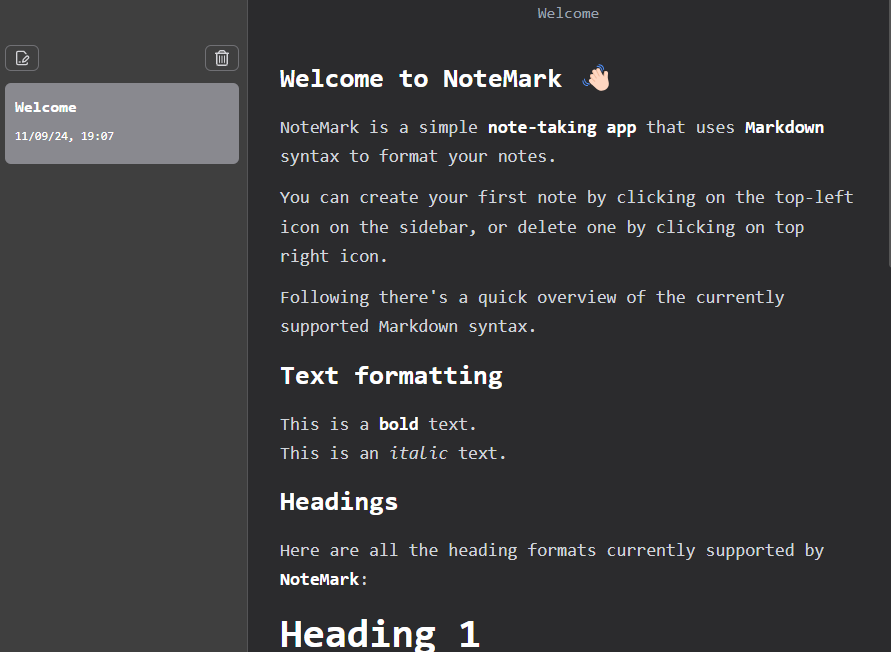 Welcome
Welcome
11/09/24, 19:07
Welcome to NoteMark 👋🏻
NoteMark is a simple note-taking app that uses Markdown
syntax to format your notes.
You can create your first note by clicking on the top-left
icon on the sidebar, or delete one by clicking on top
right icon.
Following there's a quick overview of the currently
supported Markdown syntax.
Text formatting
This is a bold text.
This is an italic text.
Headings
Here are all the heading formats currently supported by
NoteMark:
Heading 1